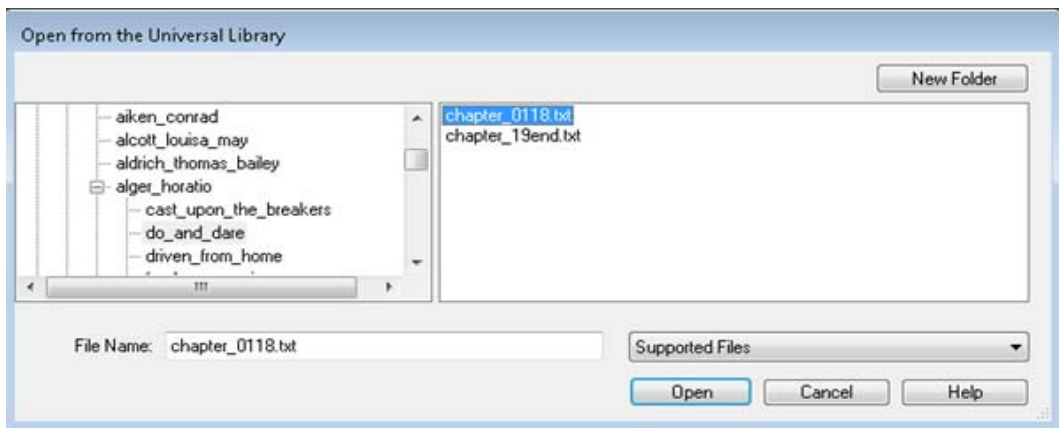 Open from the Universal Library
New Folder
aiken_conrad
alcott_louisa_may
aldrich_thomas_bailey
alger_horatio
cast_upon_the_breakers
do_and_dare
driven_from_home
chapter_0118.txt
chapter_19end.txt
File Name: chapter_0118.txt
Supported Files
Open Cancel Help